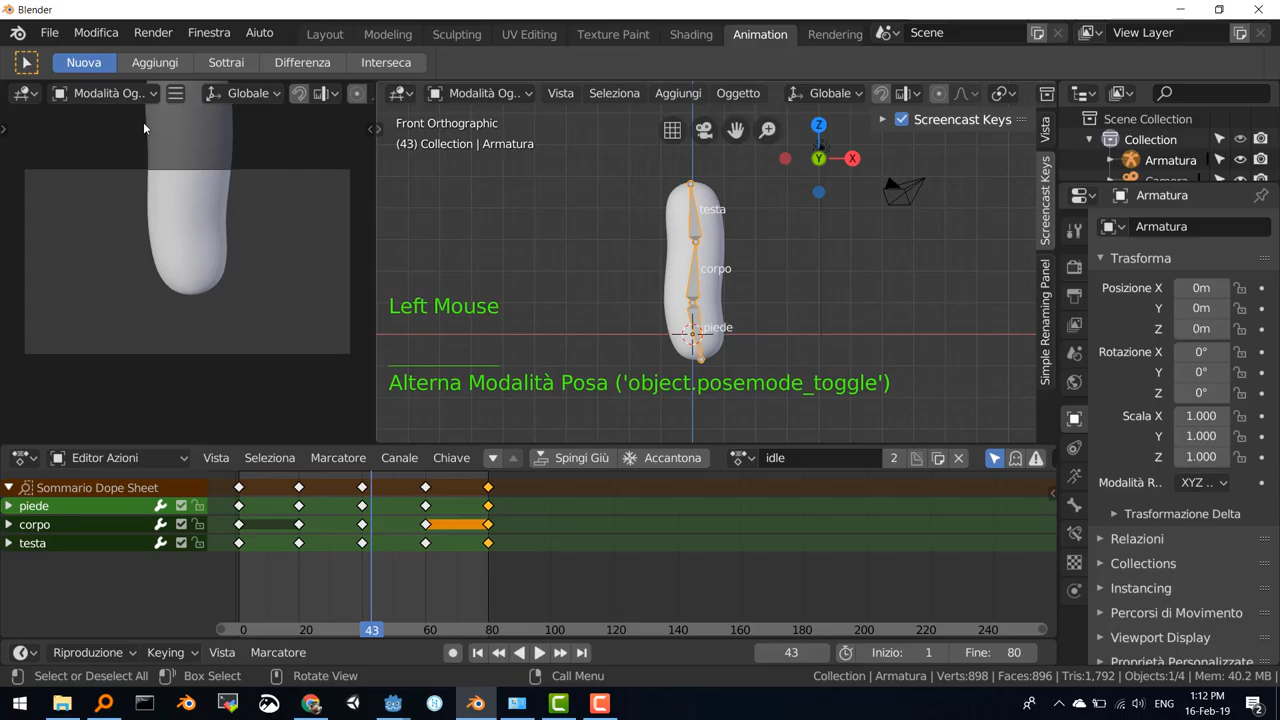 Blender
File Modifica Render Finestra Aiuto Layout Modeling Sculpting UV Editing Texture Paint Shading Animation Rendering Scene View Layer
Nuova Aggiungi Sottrai Differenza Interseca
Modalità Og.. Globale Modalità Og.. Vista Seleziona Aggiungi Oggetto Globale
Front Orthographic
(43) Collection | Armatura
Z
Y
X
Screencast Keys
Vista
Screencast Keys
Simple Renaming Panel
testa
corpo
piede
Left Mouse
Alterna Modalità Posa ('object.posemode_toggle')
Scene Collection
Collection
Armatura
Camera
Armatura
Armatura
Trasforma
Posizione X 0m
Y 0m
Z 0m
Rotazione X 0°
Y 0°
Z 0°
Scala X 1.000
Y 1.000
Z 1.000
Modalità R.. XYZ ..
Trasformazione Delta
Relazioni
Collections
Instancing
Percorsi di Movimento
Viewport Display
Proprietà Personalizzate
Editor Azioni Vista Seleziona Marcatore Canale Chiave Spingi Giù Accantona idle 2
Sommario Dope Sheet
piede
corpo
testa
0 20 43 60 80 100 120 140 160 180 200 220 240
Riproduzione Keying Vista Marcatore 43 Inizio: 1 Fine: 80
Select or Deselect All Box Select Rotate View Call Menu Collection | Armatura | Verts:898 | Faces:896 | Tris:1,792 | Objects:1/4 | Mem: 40.2 MB
1:12 PM
16-Feb-19
2